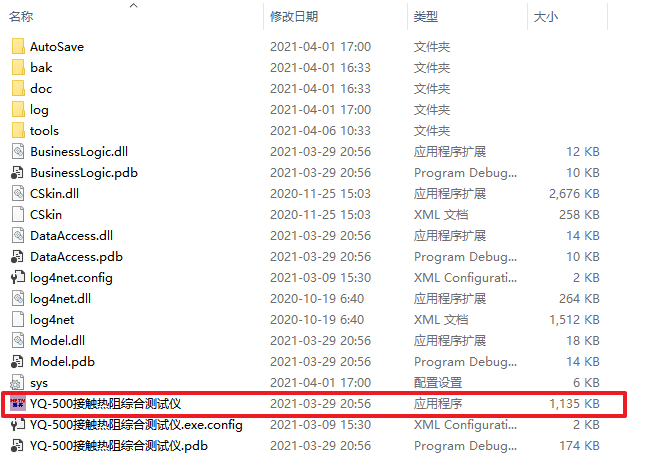 名称 修改日期 类型 大小
AutoSave 2021-04-01 17:00 文件夹
bak 2021-04-01 16:33 文件夹
doc 2021-04-01 16:33 文件夹
log 2021-04-01 17:00 文件夹
tools 2021-04-06 10:33 文件夹
BusinessLogic.dll 2021-03-29 20:56 应用程序扩展 12 KB
BusinessLogic.pdb 2021-03-29 20:56 Program Debug... 10 KB
CSkin.dll 2020-11-25 15:03 应用程序扩展 2,676 KB
CSkin 2020-11-25 15:03 XML 文档 258 KB
DataAccess.dll 2021-03-29 20:56 应用程序扩展 14 KB
DataAccess.pdb 2021-03-29 20:56 Program Debug... 10 KB
log4net.config 2021-03-09 15:30 XML Configurati... 2 KB
log4net.dll 2020-10-19 6:40 应用程序扩展 264 KB
log4net 2020-10-19 6:40 XML 文档 1,512 KB
Model.dll 2021-03-29 20:56 应用程序扩展 18 KB
Model.pdb 2021-03-29 20:56 Program Debug... 14 KB
sys 2021-04-01 17:00 配置设置 6 KB
YQ-500接触热阻综合测试仪 2021-03-29 20:56 应用程序 1,135 KB
YQ-500接触热阻综合测试仪.exe.config 2021-03-09 15:30 XML Configurati... 2 KB
YQ-500接触热阻综合测试仪.pdb 2021-03-29 20:56 Program Debug... 174 KB